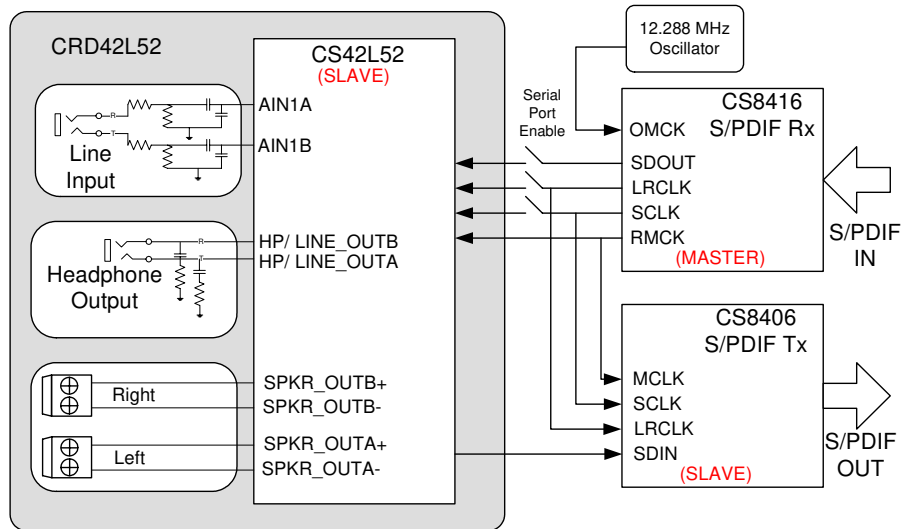 CRD42L52
CS42L52
(SLAVE)
12.288 MHz
Oscillator
Serial
Port
Enable
CS8416
S/PDIF Rx
OMCK
SDOUT
LRCLK
SCLK
RMCK
(MASTER)
S/PDIF
IN
R
T
Line
Input
AIN1A
AIN1B
R
T
Headphone
Output
HP/ LINE_OUTB
HP/ LINE_OUTA
Right
Left
SPKR_OUTB+
SPKR_OUTB-
SPKR_OUTA+
SPKR_OUTA-
CS8406
S/PDIF Tx
MCLK
SCLK
LRCLK
SDIN
(SLAVE)
S/PDIF
OUT